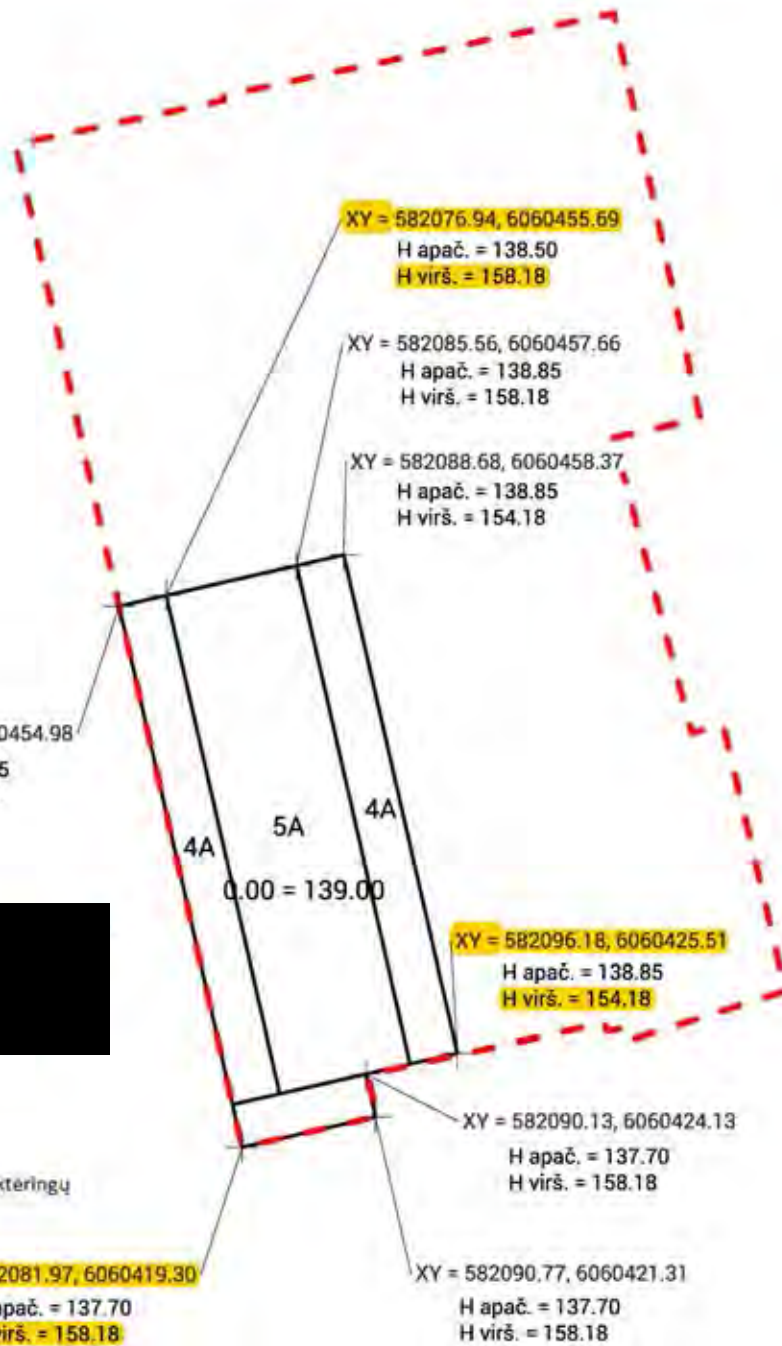 XY = 582076.94, 6060455.69
H apač. = 138.50
H virš. = 158.18
XY = 582085.56, 6060457.66
H apač. = 138.85
H virš. = 158.18
XY = 582088.68, 6060458.37
H apač. = 138.85
H virš. = 154.18
0454.98
5
4A
5A
4A
0.00 = 139.00
XY = 582096.18, 6060425.51
H apač. = 138.85
H virš. = 154.18
XY = 582090.13, 6060424.13
H apač. = 137.70
H virš. = 158.18
kteringų
2081.97, 6060419.30
apač. = 137.70
virš. = 158.18
XY = 582090.77, 6060421.31
H apač. = 137.70
H virš. = 158.18